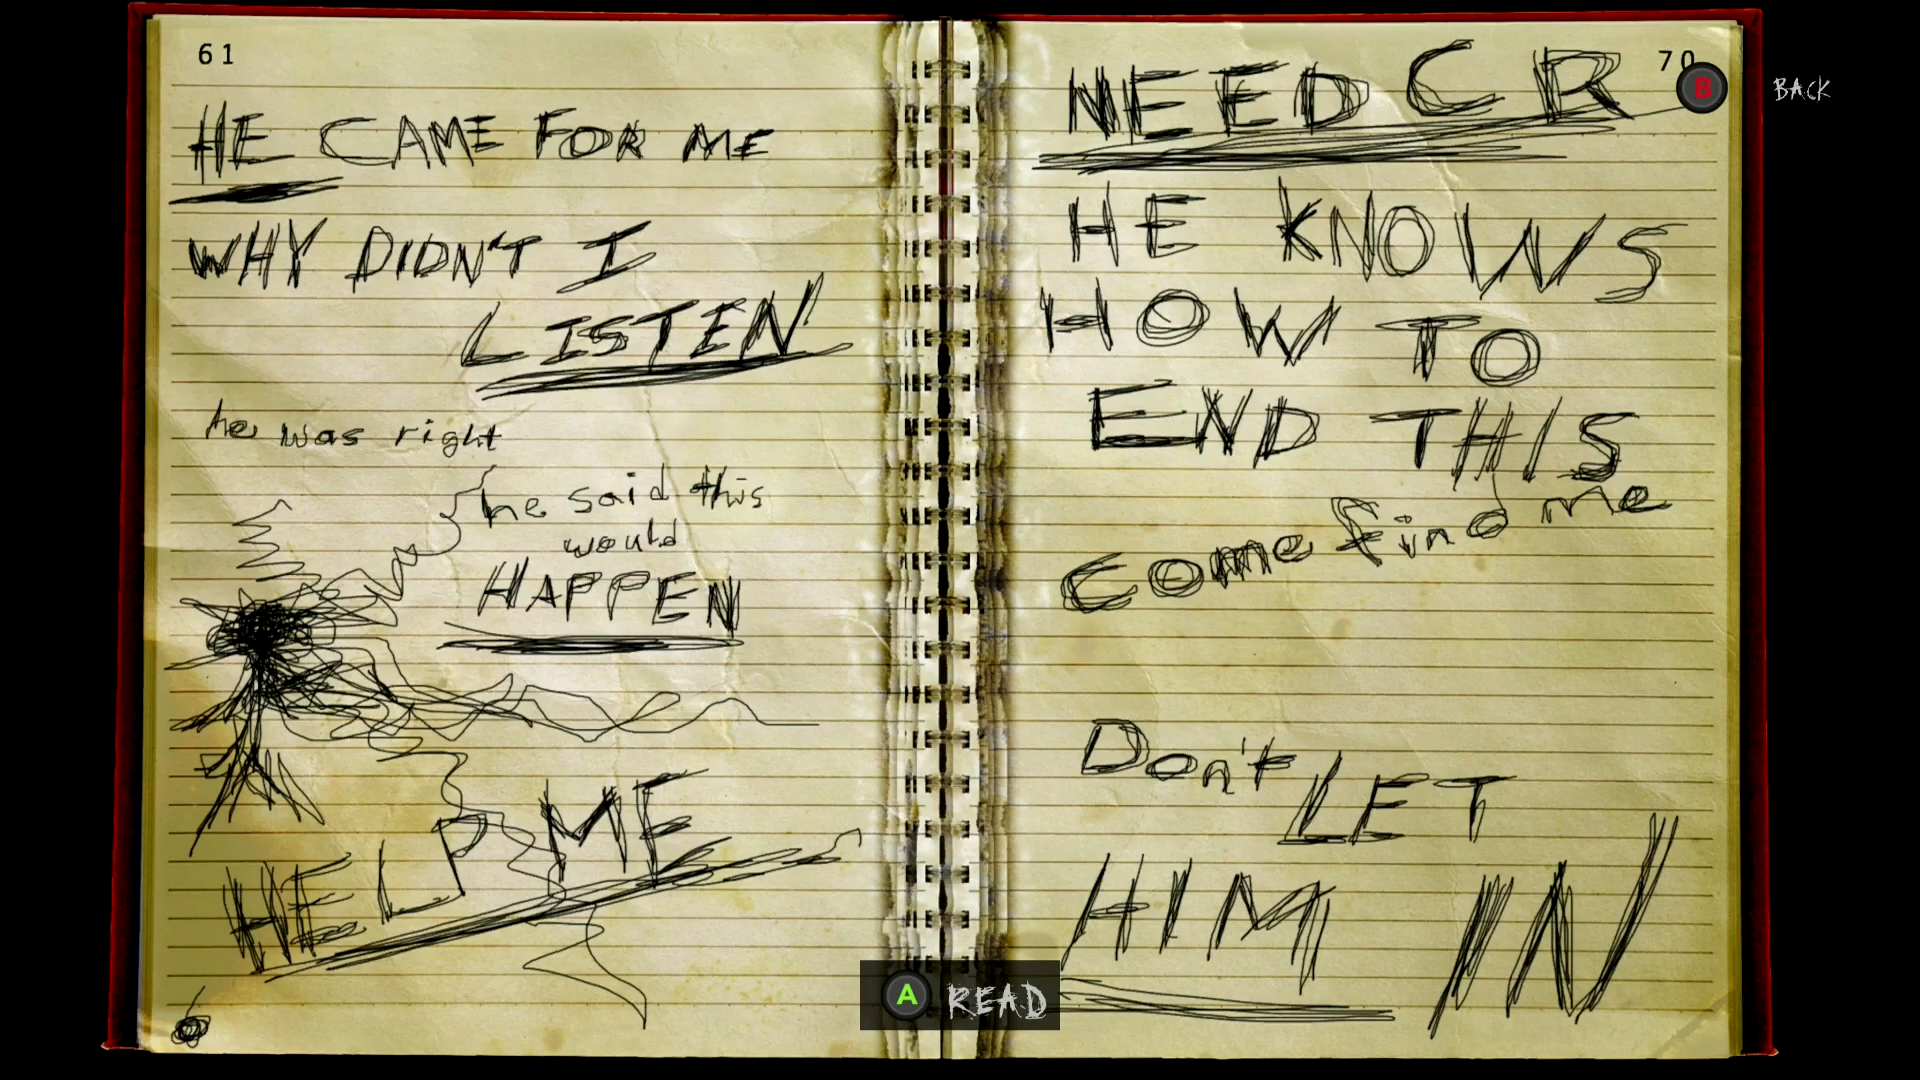 61
HE CAME FOR ME
WHY DIDN'T I
LISTEN
he was right
he said this
would
HAPPEN
HELP ME
70
NEED CR
HE KNOWS
HOW TO
END THIS
come find me
Don't LET
HIM IN
B BACK
A READ